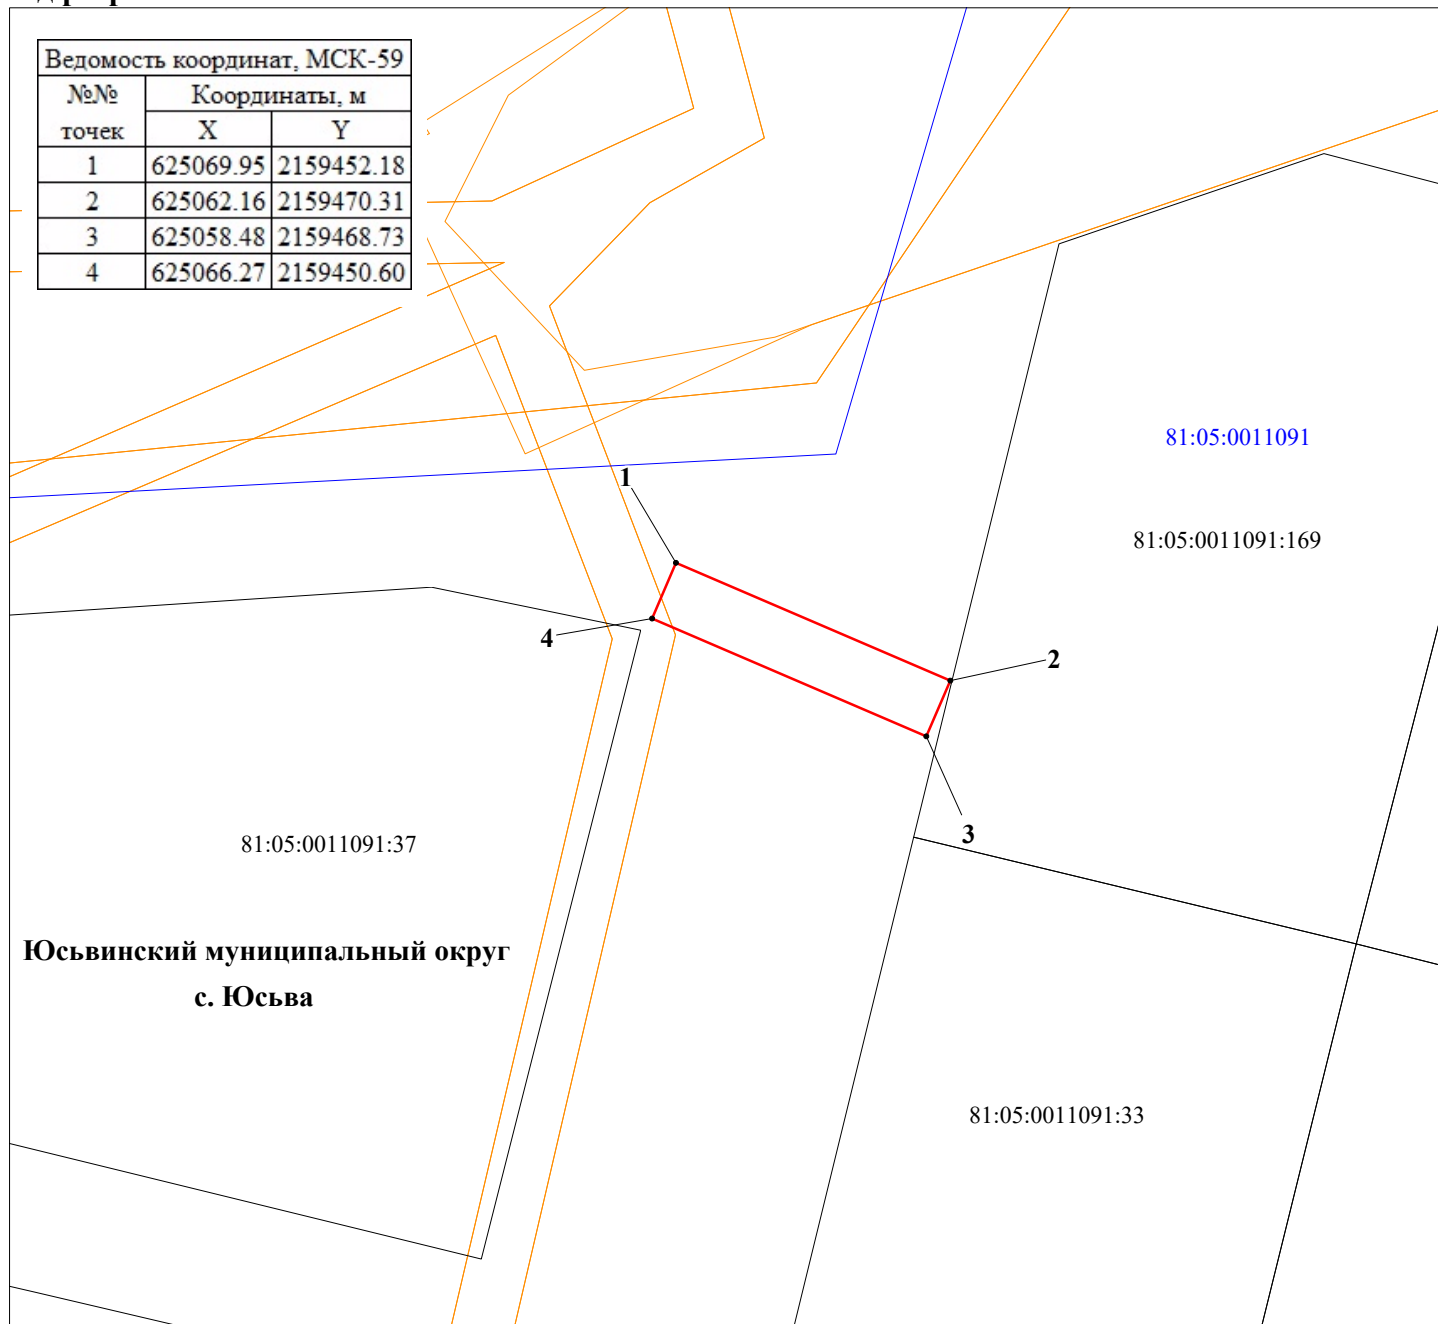 Ведомость координат, МСК-59
№№ точек
Координаты, м
X Y
1 625069.95 2159452.18
2 625062.16 2159470.31
3 625058.48 2159468.73
4 625066.27 2159450.60
81:05:0011091
1
81:05:0011091:169
4
2
3
81:05:0011091:37
Юсьвинский муниципальный округ
с. Юсьва
81:05:0011091:33